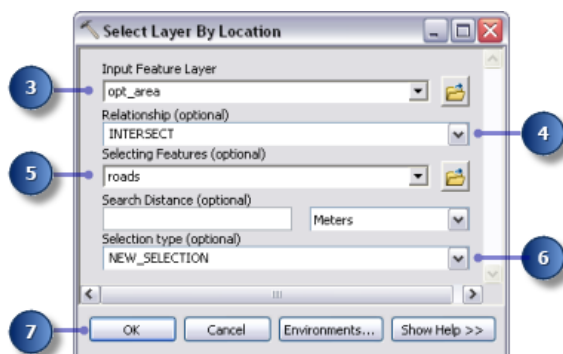 Select Layer By Location
Input Feature Layer
3
opt_area
Relationship (optional)
INTERSECT
4
Selecting Features (optional)
5
roads
Search Distance (optional)
Meters
Selection type (optional)
NEW_SELECTION
6
7
OK Cancel Environments... Show Help >>